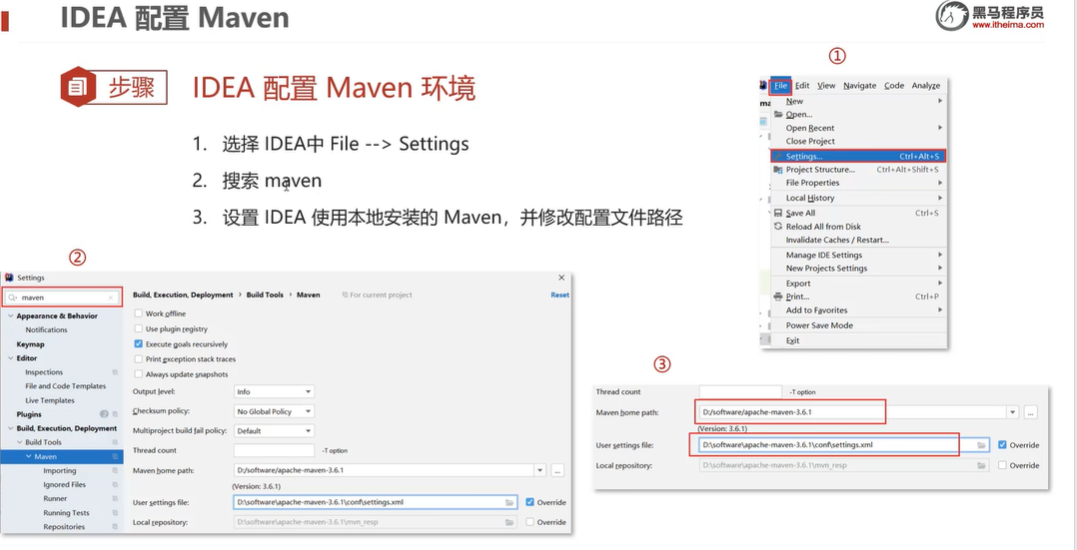 IDEA 配置 Maven
黑马程序员
www.itheima.com
步骤
IDEA 配置 Maven 环境
1. 选择 IDEA中 File --> Settings
2. 搜索 maven
3. 设置 IDEA 使用本地安装的 Maven，并修改配置文件路径
①
File Edit View Navigate Code Analyze
ma
New
Open...
Open Recent
Close Project
Settings... Ctrl+Alt+S
Project Structure... Ctrl+Alt+Shift+S
File Properties
Local History
Save All Ctrl+S
Reload All from Disk
Invalidate Caches / Restart...
Manage IDE Settings
New Projects Settings
Export
Print... Ctrl+P
Add to Favorites
Power Save Mode
Exit
②
Settings
maven
Appearance & Behavior
Notifications
Keymap
Editor
Inspections
File and Code Templates
Live Templates
Plugins
Build, Execution, Deployment
Build Tools
Maven
Importing
Ignored Files
Runner
Running Tests
Repositories
Build, Execution, Deployment › Build Tools › Maven For current project Reset
Work offline
Use plugin registry
Execute goals recursively
Print exception stack traces
Always update snapshots
Output level: Info
Checksum policy: No Global Policy
Multiproject build fail policy: Default
Thread count -T option
Maven home path: D:/software/apache-maven-3.6.1 ...
(Version: 3.6.1)
User settings file: D:\software\apache-maven-3.6.1\conf\settings.xml Override
Local repository: D:\software\apache-maven-3.6.1\mvn_resp Override
③
Thread count -T option
Maven home path: D:/software/apache-maven-3.6.1 ...
(Version: 3.6.1)
User settings file: D:\software\apache-maven-3.6.1\conf\settings.xml Override
Local repository: D:\software\apache-maven-3.6.1\mvn_resp Override